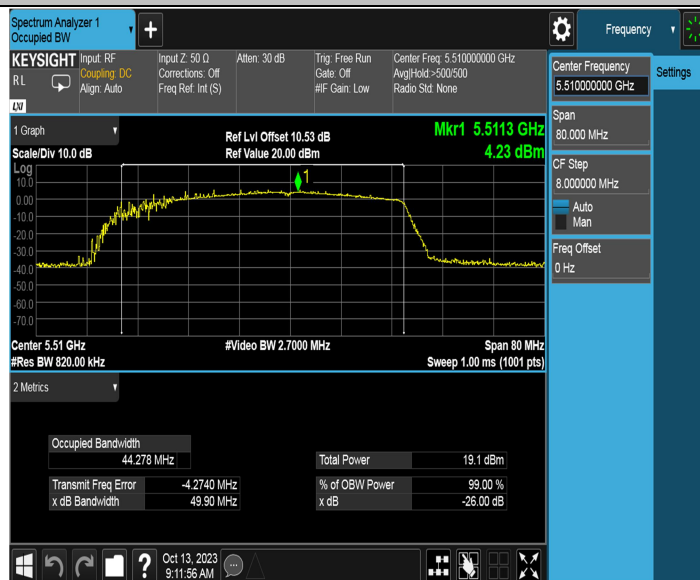 Spectrum Analyzer 1
Occupied BW
Frequency
KEYSIGHT
R L
LXI
Input: RF
Coupling: DC
Align: Auto
Input Z: 50 Ω
Corrections: Off
Freq Ref: Int (S)
Atten: 30 dB
Trig: Free Run
Gate: Off
#IF Gain: Low
Center Freq: 5.510000000 GHz
Avg|Hold:>500/500
Radio Std: None
Center Frequency
5.510000000 GHz
Settings
Span
80.000 MHz
CF Step
8.000000 MHz
Auto
Man
Freq Offset
0 Hz
1 Graph
Scale/Div 10.0 dB
Ref Lvl Offset 10.53 dB
Ref Value 20.00 dBm
Mkr1 5.5113 GHz
4.23 dBm
Log
10.0
0.00
-10.0
-20.0
-30.0
-40.0
-50.0
-60.0
-70.0
1
Center 5.51 GHz
#Res BW 820.00 kHz
#Video BW 2.7000 MHz
Span 80 MHz
Sweep 1.00 ms (1001 pts)
2 Metrics
Occupied Bandwidth
44.278 MHz
Transmit Freq Error -4.2740 MHz
x dB Bandwidth 49.90 MHz
Total Power 19.1 dBm
% of OBW Power 99.00 %
x dB -26.00 dB
?
Oct 13, 2023
9:11:56 AM